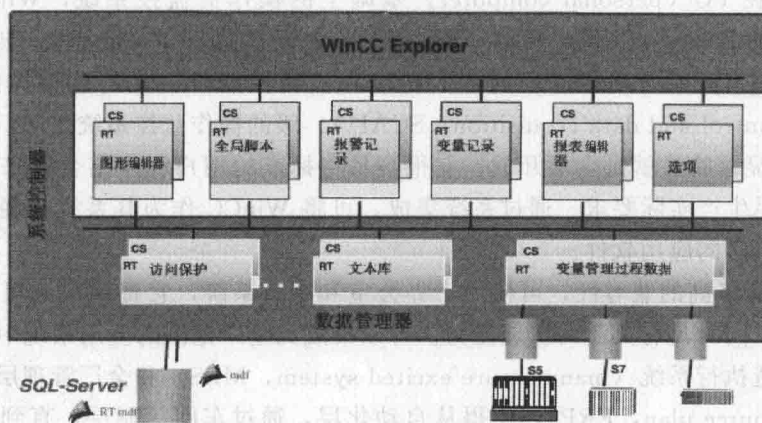 WinCC Explorer
CS
CS
CS
CS
CS
CS
RT
RT
RT
RT
RT
RT
图形编辑器
全局脚本
报警记录
变量记录
报表编辑器
选项
系统控制器
CS
CS
CS
RT 访问保护
...
RT 文本库
RT 变量管理过程数据
数据管理器
S5
S7
SQL-Server
mdf
RT mdf